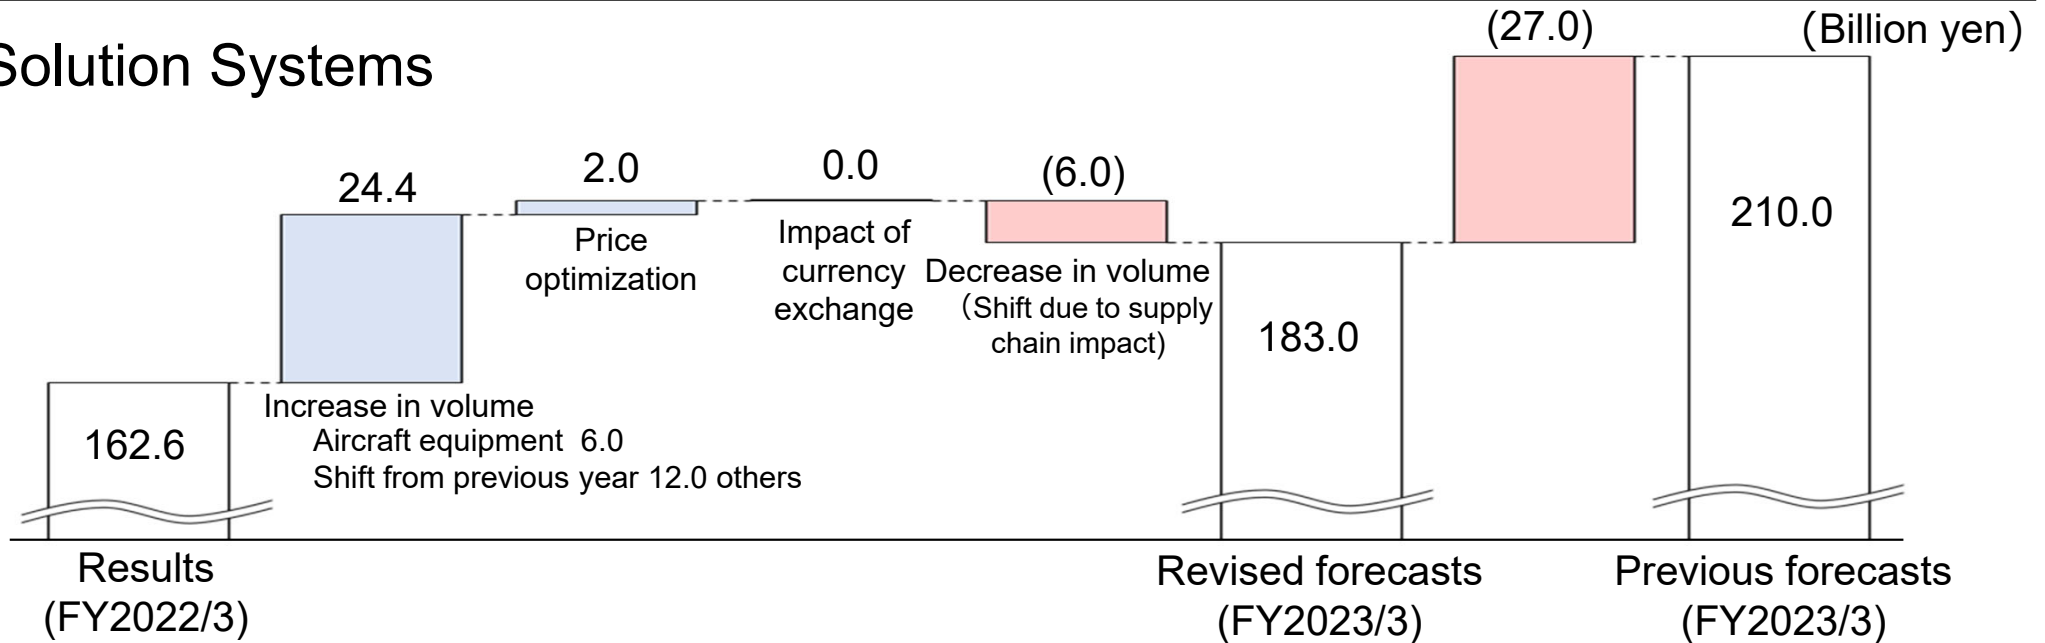 Solution Systems
(Billion yen)
162.6
Results
(FY2022/3)
24.4
Increase in volume
Aircraft equipment 6.0
Shift from previous year 12.0 others
2.0
Price
optimization
0.0
Impact of
currency
exchange
(6.0)
Decrease in volume
(Shift due to supply
chain impact)
183.0
Revised forecasts
(FY2023/3)
(27.0)
210.0
Previous forecasts
(FY2023/3)